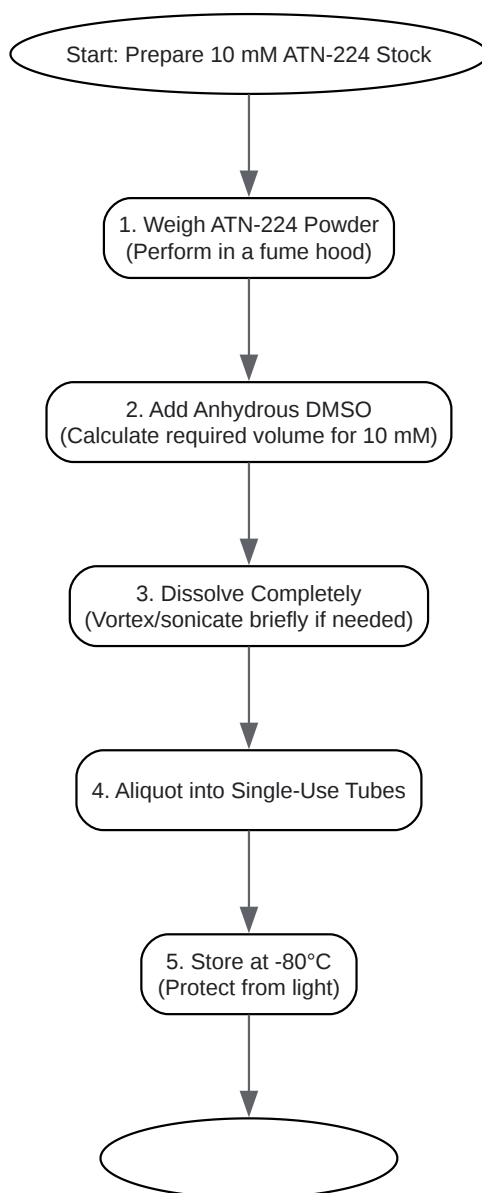 Start: Prepare 10 mM ATN-224 Stock
1. Weigh ATN-224 Powder
(Perform in a fume hood)
2. Add Anhydrous DMSO
(Calculate required volume for 10 mM)
3. Dissolve Completely
(Vortex/sonicate briefly if needed)
4. Aliquot into Single-Use Tubes
5. Store at -80°C
(Protect from light)